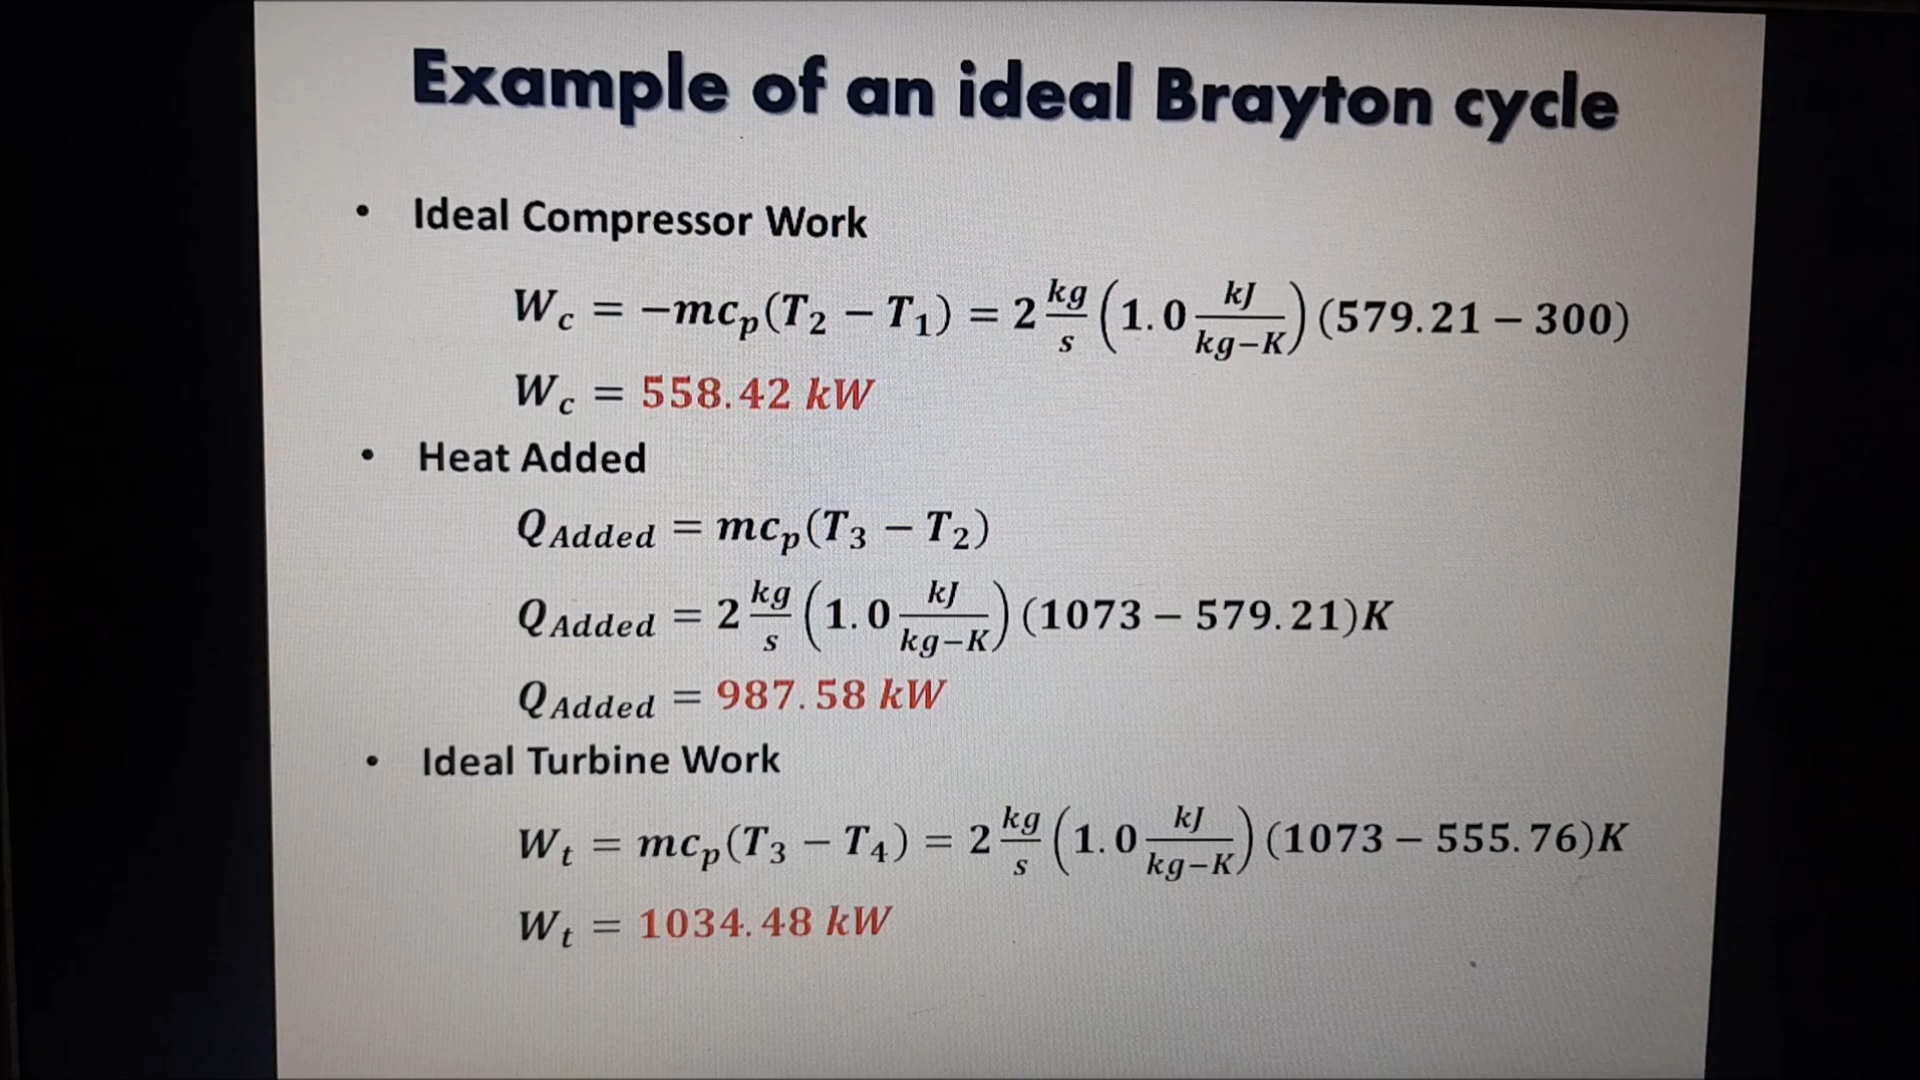 Example of an ideal Brayton cycle
• Ideal Compressor Work
W_c = −mc_p(T_2 − T_1) = 2 kg/s (1.0 kJ/kg−K) (579.21 − 300)
W_c = 558.42 kW
• Heat Added
Q_Added = mc_p(T_3 − T_2)
Q_Added = 2 kg/s (1.0 kJ/kg−K) (1073 − 579.21)K
Q_Added = 987.58 kW
• Ideal Turbine Work
W_t = mc_p(T_3 − T_4) = 2 kg/s (1.0 kJ/kg−K) (1073 − 555.76)K
W_t = 1034.48 kW